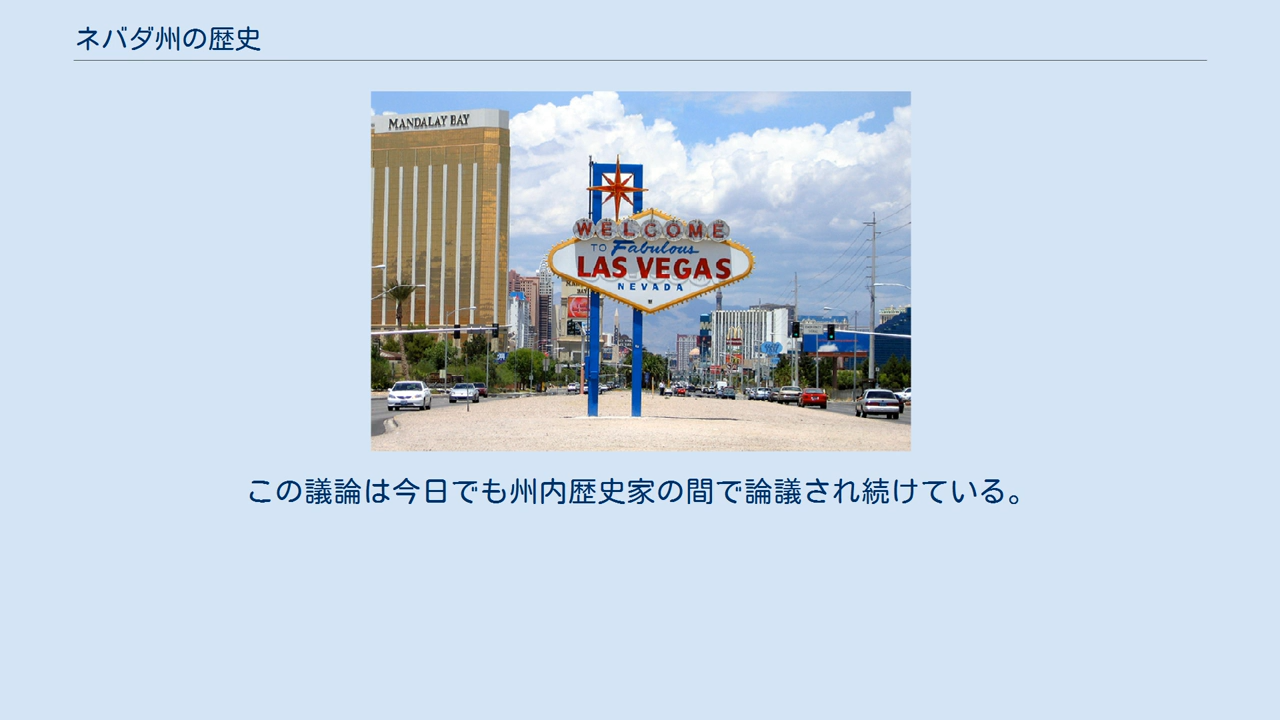 ネバダ州の歴史
MANDALAY BAY
WELCOME
TO Fabulous
LAS VEGAS
NEVADA
この議論は今日でも州内歴史家の間で論議され続けている。